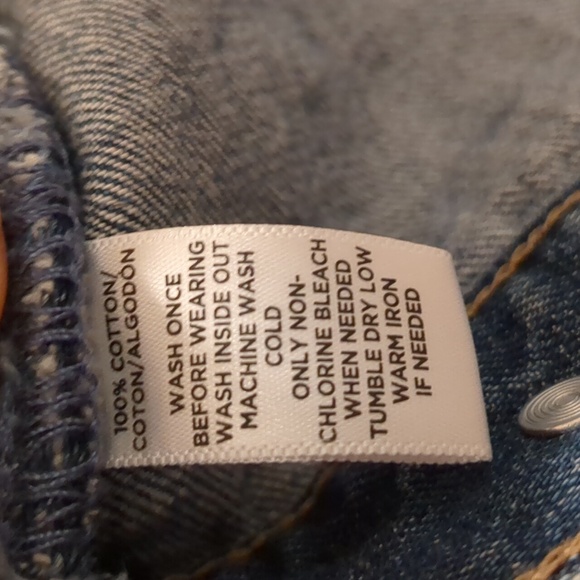 100% COTTON/
COTON/ALGODÓN
WASH ONCE
BEFORE WEARING
WASH INSIDE OUT
MACHINE WASH
COLD
ONLY NON-
CHLORINE BLEACH
WHEN NEEDED
TUMBLE DRY LOW
WARM IRON
IF NEEDED